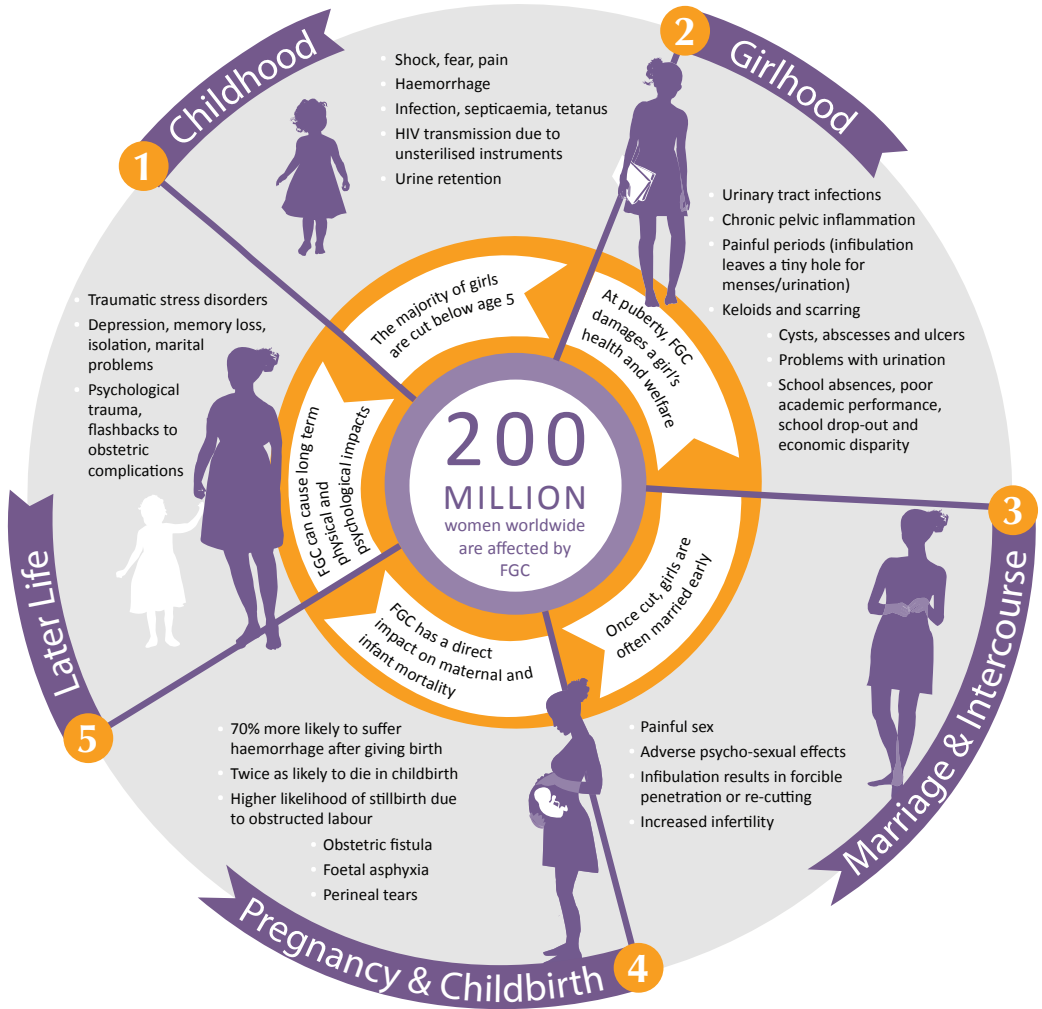 200
MILLION
women worldwide
are affected by
FGC
1
Childhood
The majority of girls
are cut below age 5
Shock, fear, pain
Haemorrhage
Infection, septicaemia, tetanus
HIV transmission due to
unsterilised instruments
Urine retention
2
Girlhood
At puberty, FGC
damages a girl's
health and welfare
Urinary tract infections
Chronic pelvic inflammation
Painful periods (infibulation
leaves a tiny hole for
menses/urination)
Keloids and scarring
Cysts, abscesses and ulcers
Problems with urination
School absences, poor
academic performance,
school drop-out and
economic disparity
3
Marriage & Intercourse
Once cut, girls are
often married early
Painful sex
Adverse psycho-sexual effects
Infibulation results in forcible
penetration or re-cutting
Increased infertility
4
Pregnancy & Childbirth
FGC has a direct
impact on maternal and
infant mortality
70% more likely to suffer
haemorrhage after giving birth
Twice as likely to die in childbirth
Higher likelihood of stillbirth due
to obstructed labour
Obstetric fistula
Foetal asphyxia
Perineal tears
5
Later Life
FGC can cause long term
physical and
psychological impacts
Traumatic stress disorders
Depression, memory loss,
isolation, marital
problems
Psychological
trauma,
flashbacks to
obstetric
complications